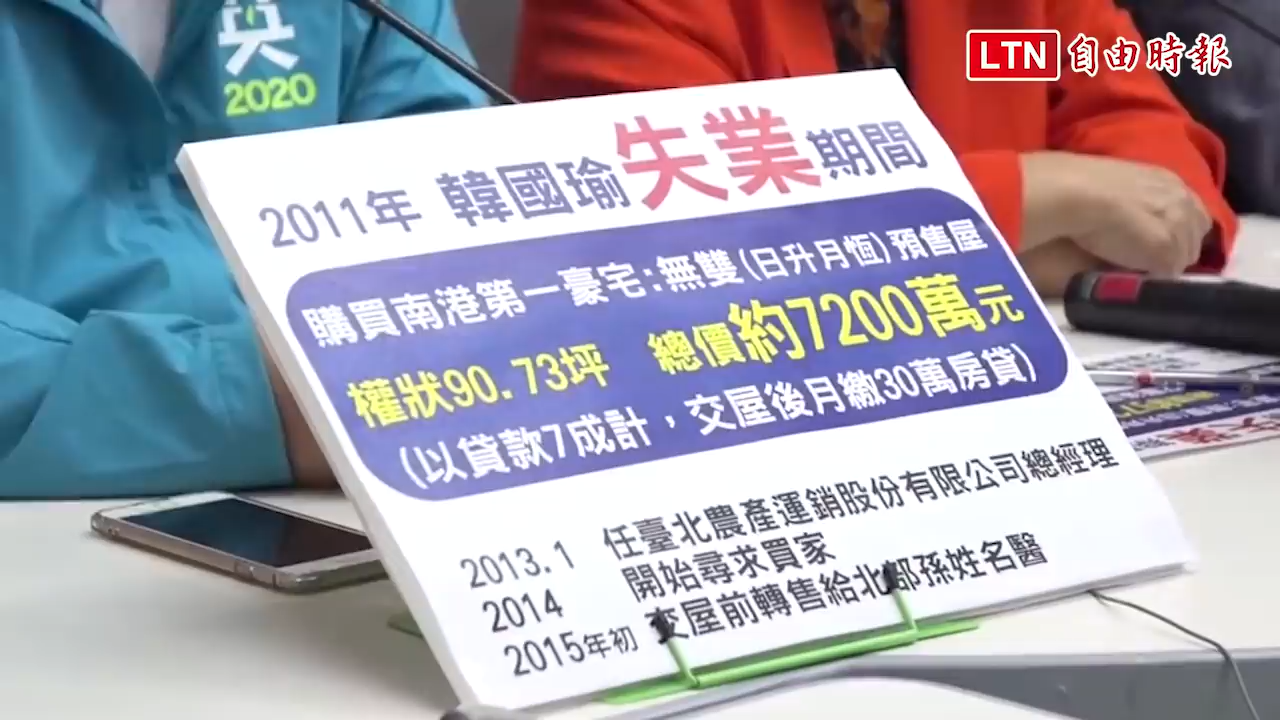 LTN 自由時報
英
2020
2011年 韓國瑜失業期間
購買南港第一豪宅:無雙(日升月恆)預售屋
權狀90.73坪 總價約7200萬元
(以貸款7成計，交屋後月繳30萬房貸)
2013.1 任臺北農產運銷股份有限公司總經理
2014 開始尋求買家
2015年初 交屋前轉售給北部孫姓名醫